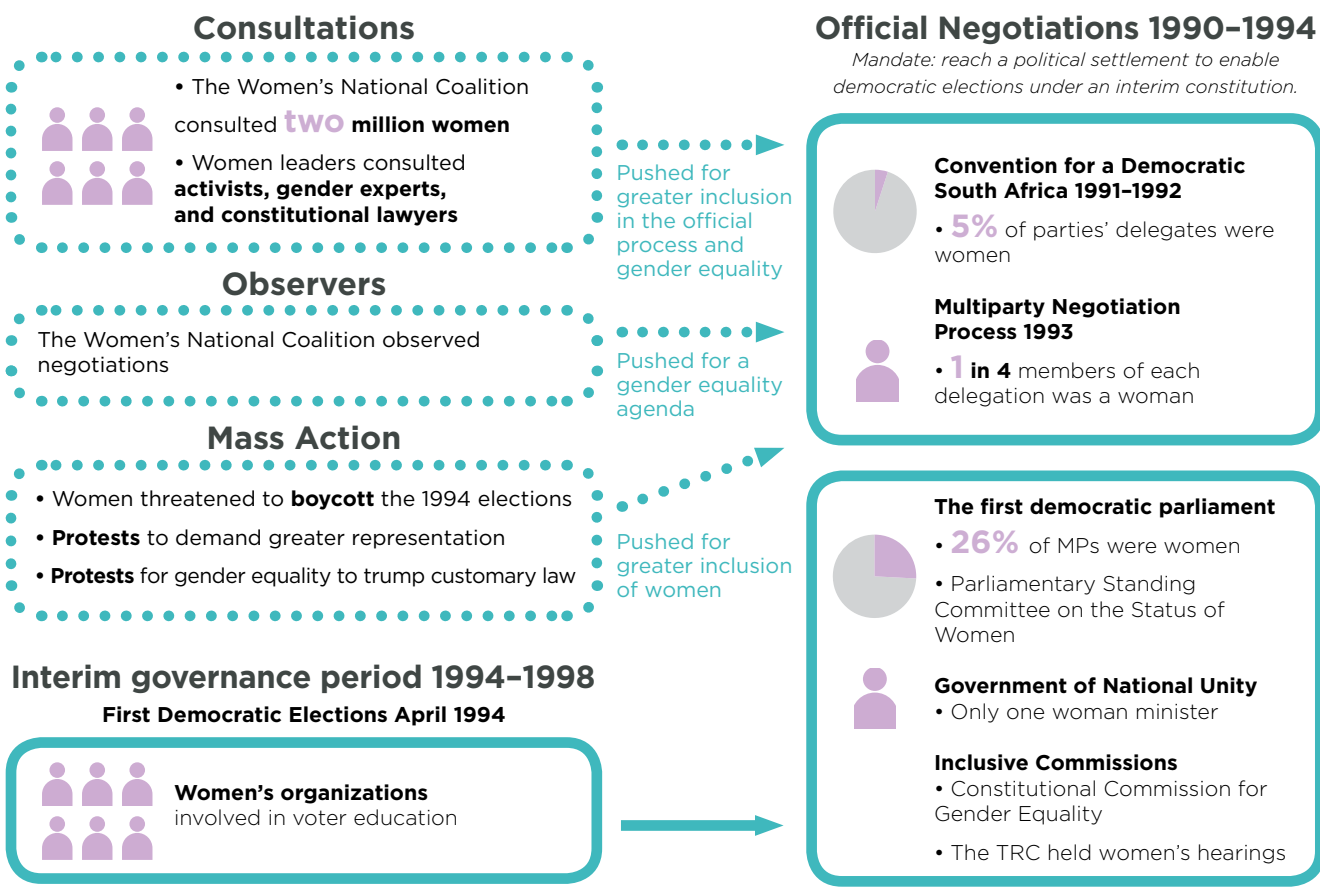 Consultations
• The Women's National Coalition
consulted two million women
• Women leaders consulted
activists, gender experts,
and constitutional lawyers
Pushed for
greater inclusion
in the official
process and
gender equality
Observers
The Women's National Coalition observed
negotiations
Pushed for a
gender equality
agenda
Mass Action
• Women threatened to boycott the 1994 elections
• Protests to demand greater representation
• Protests for gender equality to trump customary law
Pushed for
greater inclusion
of women
Official Negotiations 1990–1994
Mandate: reach a political settlement to enable
democratic elections under an interim constitution.
Convention for a Democratic
South Africa 1991–1992
• 5% of parties' delegates were
women
Multiparty Negotiation
Process 1993
• 1 in 4 members of each
delegation was a woman
Interim governance period 1994–1998
First Democratic Elections April 1994
Women's organizations
involved in voter education
The first democratic parliament
• 26% of MPs were women
• Parliamentary Standing
Committee on the Status of
Women
Government of National Unity
• Only one woman minister
Inclusive Commissions
• Constitutional Commission for
Gender Equality
• The TRC held women's hearings